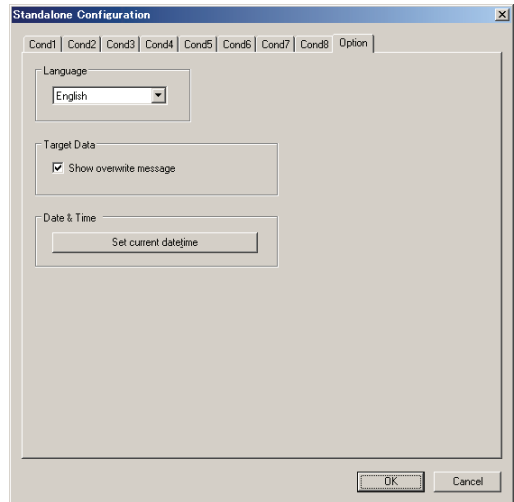 Standalone Configuration
Cond1 Cond2 Cond3 Cond4 Cond5 Cond6 Cond7 Cond8 Option
Language
English
Target Data
Show overwrite message
Date & Time
Set current datetime
OK Cancel